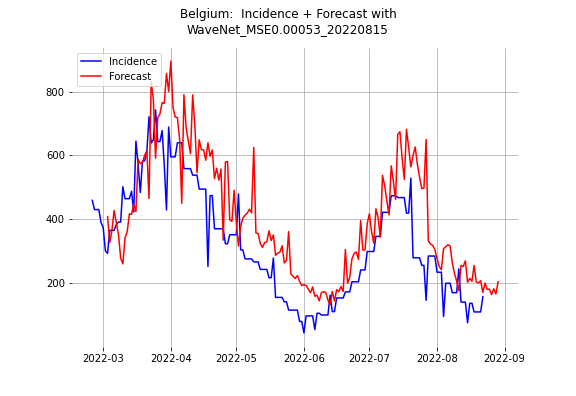 Belgium:  Incidence + Forecast with
WaveNet_MSE0.00053_20220815
Incidence
Forecast
800
600
400
200
2022-03
2022-04
2022-05
2022-06
2022-07
2022-08
2022-09